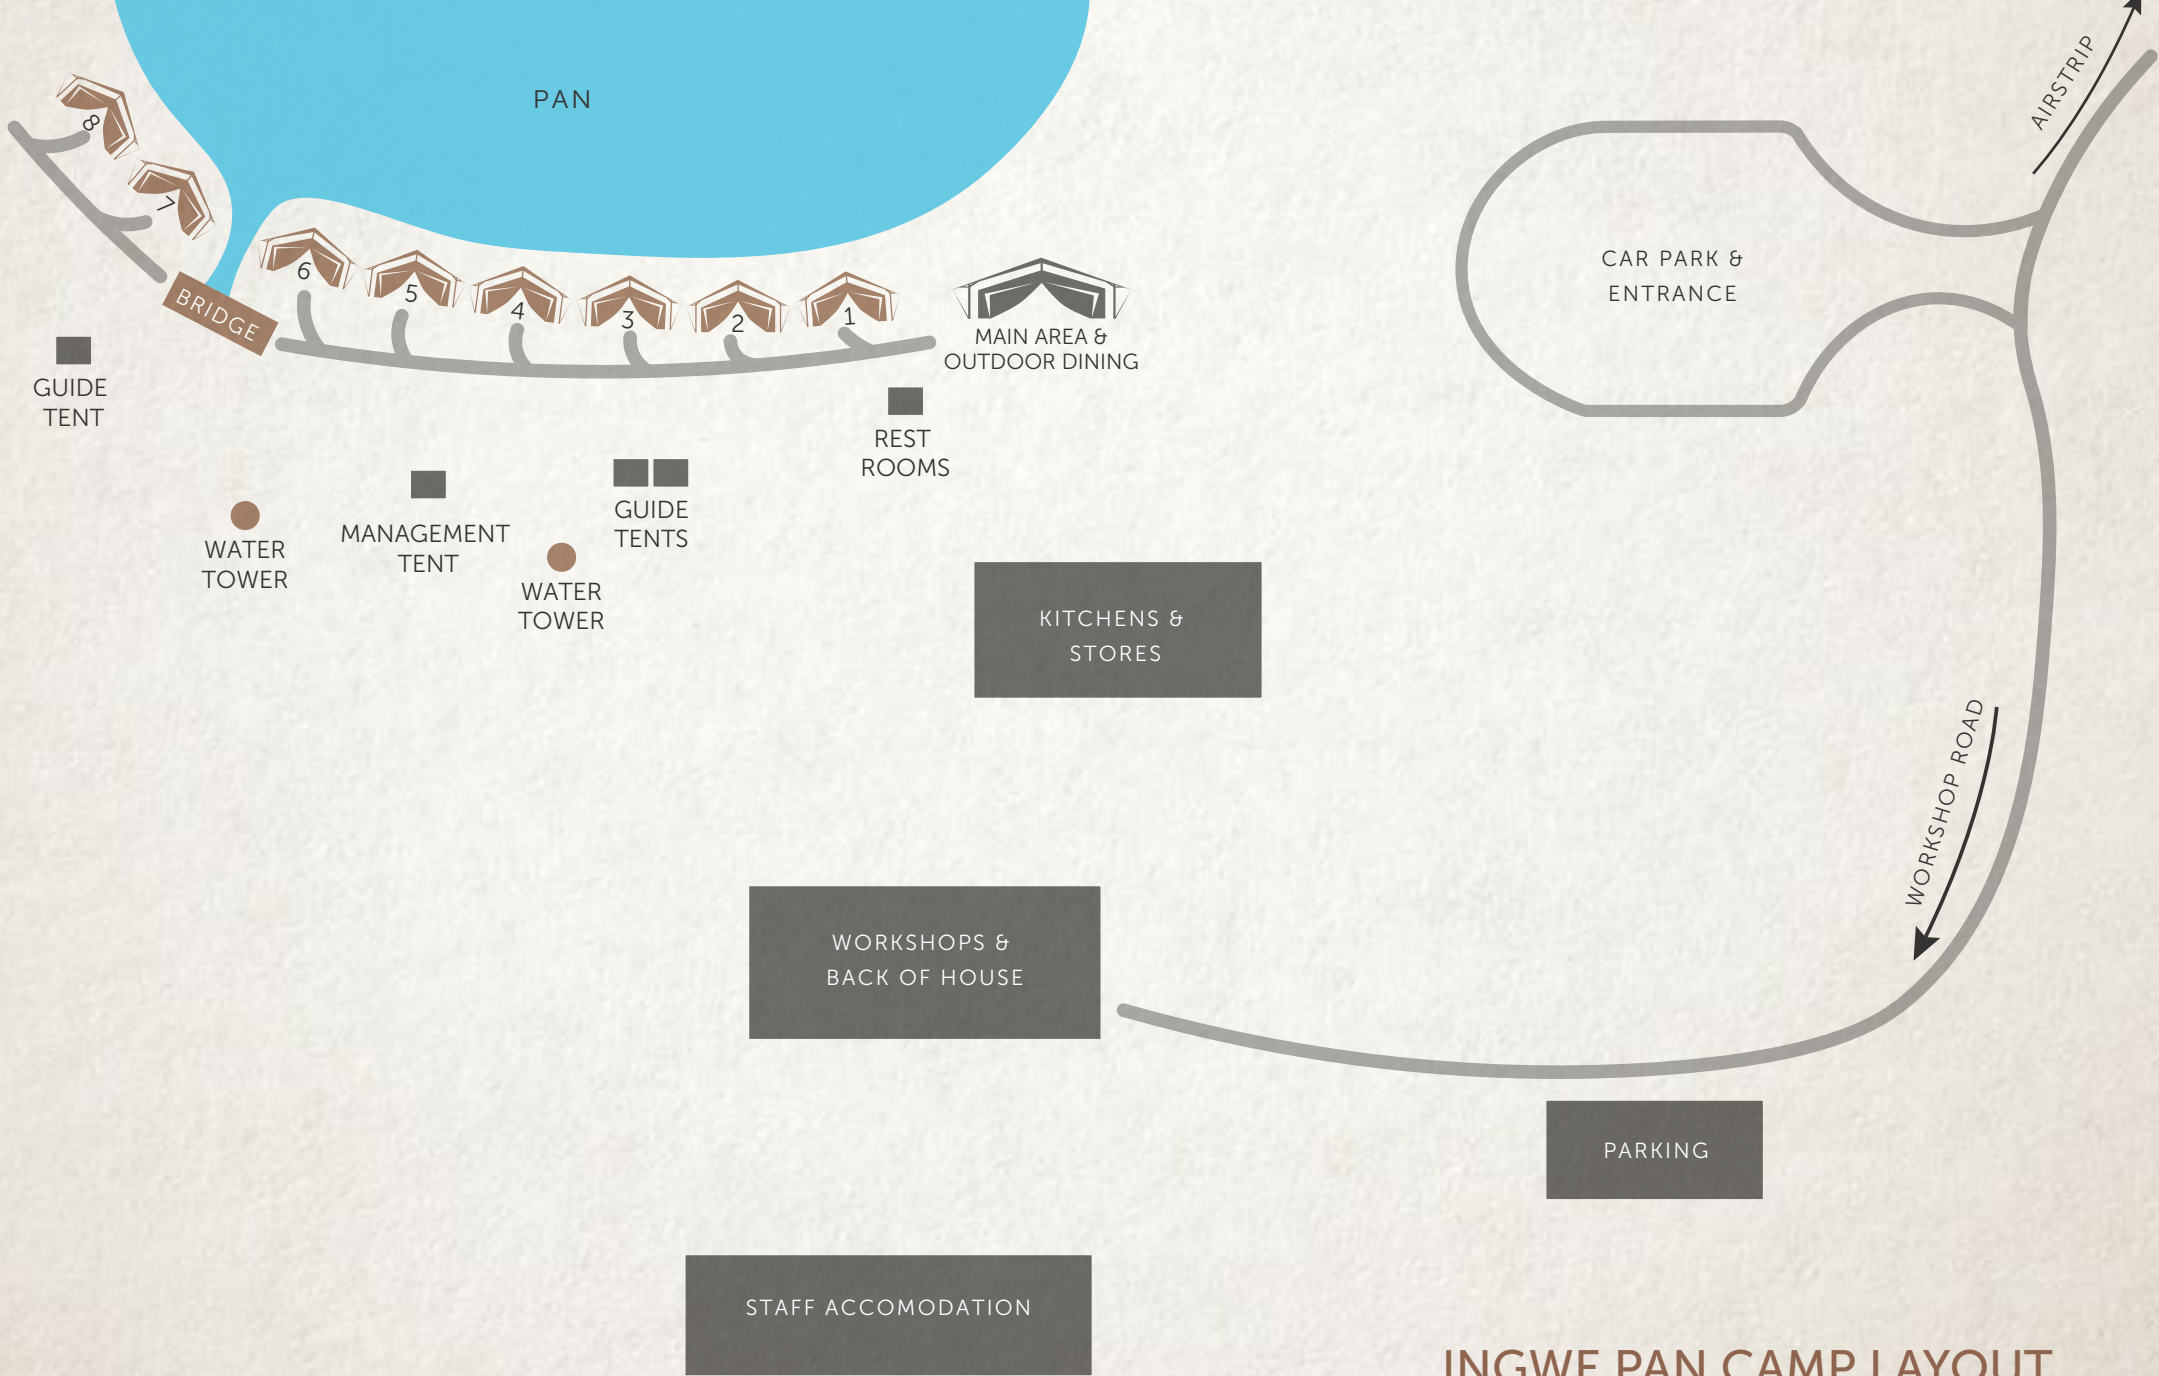 PAN
AIRSTRIP
8
7
6
5
4
3
2
1
BRIDGE
MAIN AREA &
OUTDOOR DINING
CAR PARK &
ENTRANCE
GUIDE
TENT
REST
ROOMS
WATER
TOWER
MANAGEMENT
TENT
GUIDE
TENTS
WATER
TOWER
KITCHENS &
STORES
WORKSHOP ROAD
WORKSHOPS &
BACK OF HOUSE
PARKING
STAFF ACCOMODATION
INGWE PAN CAMP LAYOUT